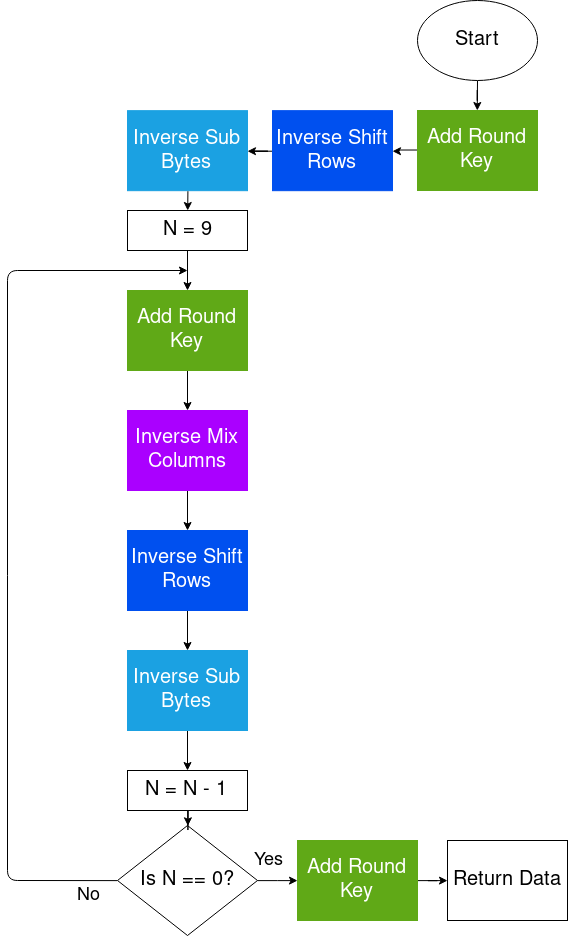 Start
Add Round
Key
Inverse Shift
Rows
Inverse Sub
Bytes
N = 9
Add Round
Key
Inverse Mix
Columns
Inverse Shift
Rows
Inverse Sub
Bytes
N = N - 1
Is N == 0?
No
Yes
Add Round
Key
Return Data